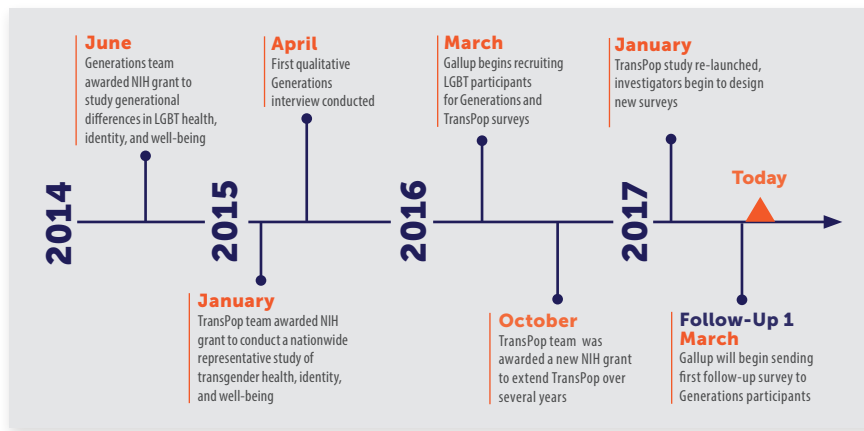 June
Generations team
awarded NIH grant to
study generational
differences in LGBT health,
identity, and well-being
April
First qualitative
Generations
interview conducted
March
Gallup begins recruiting
LGBT participants
for Generations and
TransPop surveys
January
TransPop study re-launched,
investigators begin to design
new surveys
2014
2015
2016
2017
Today
January
TransPop team awarded NIH
grant to conduct a nationwide
representative study of
transgender health, identity,
and well-being
October
TransPop team was
awarded a new NIH grant
to extend TransPop over
several years
Follow-Up 1
March
Gallup will begin sending
first follow-up survey to
Generations participants